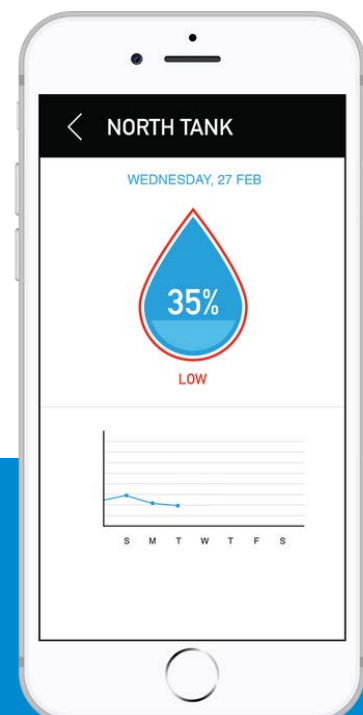 NORTH TANK
WEDNESDAY, 27 FEB
35%
LOW
S M T W T F S